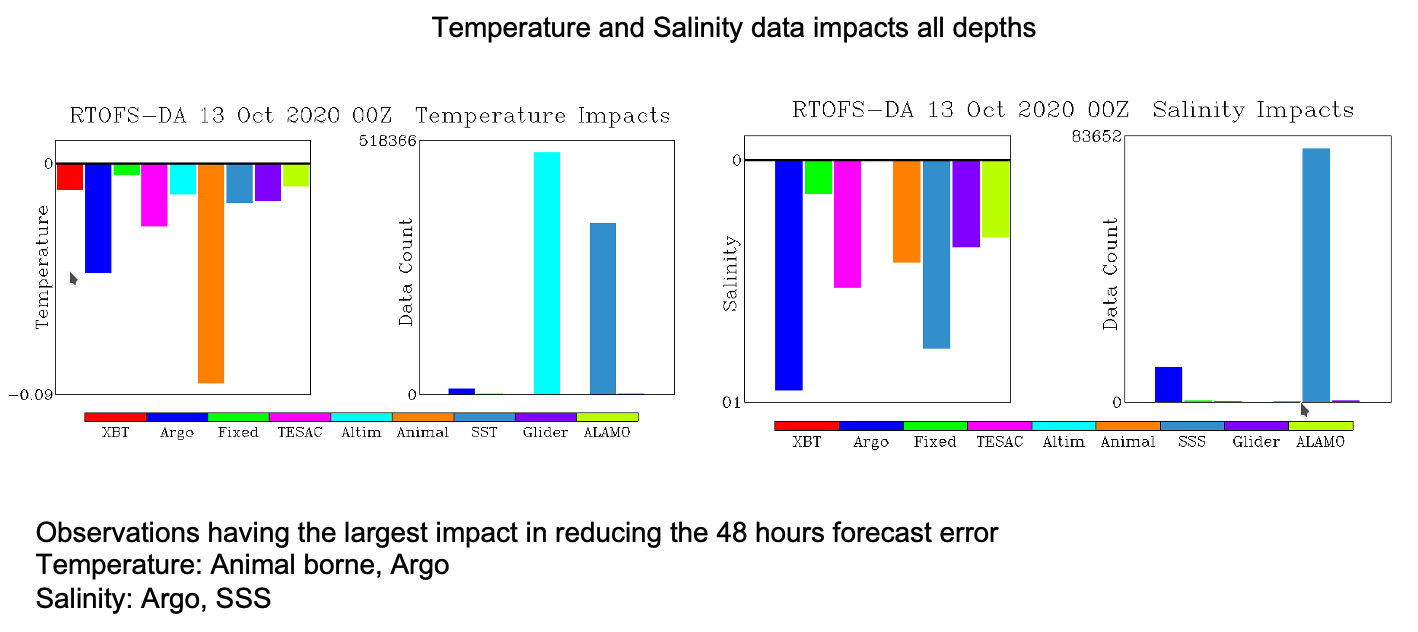 Temperature and Salinity data impacts all depths
RTOFS-DA 13 Oct 2020 00Z Temperature Impacts
518366
0
Temperature
-0.09
Data Count
0
XBT Argo Fixed TESAC Altim Animal SST Glider ALAMO
RTOFS-DA 13 Oct 2020 00Z Salinity Impacts
83652
0
Salinity
01
Data Count
0
XBT Argo Fixed TESAC Altim Animal SSS Glider ALAMO
Observations having the largest impact in reducing the 48 hours forecast error
Temperature: Animal borne, Argo
Salinity: Argo, SSS